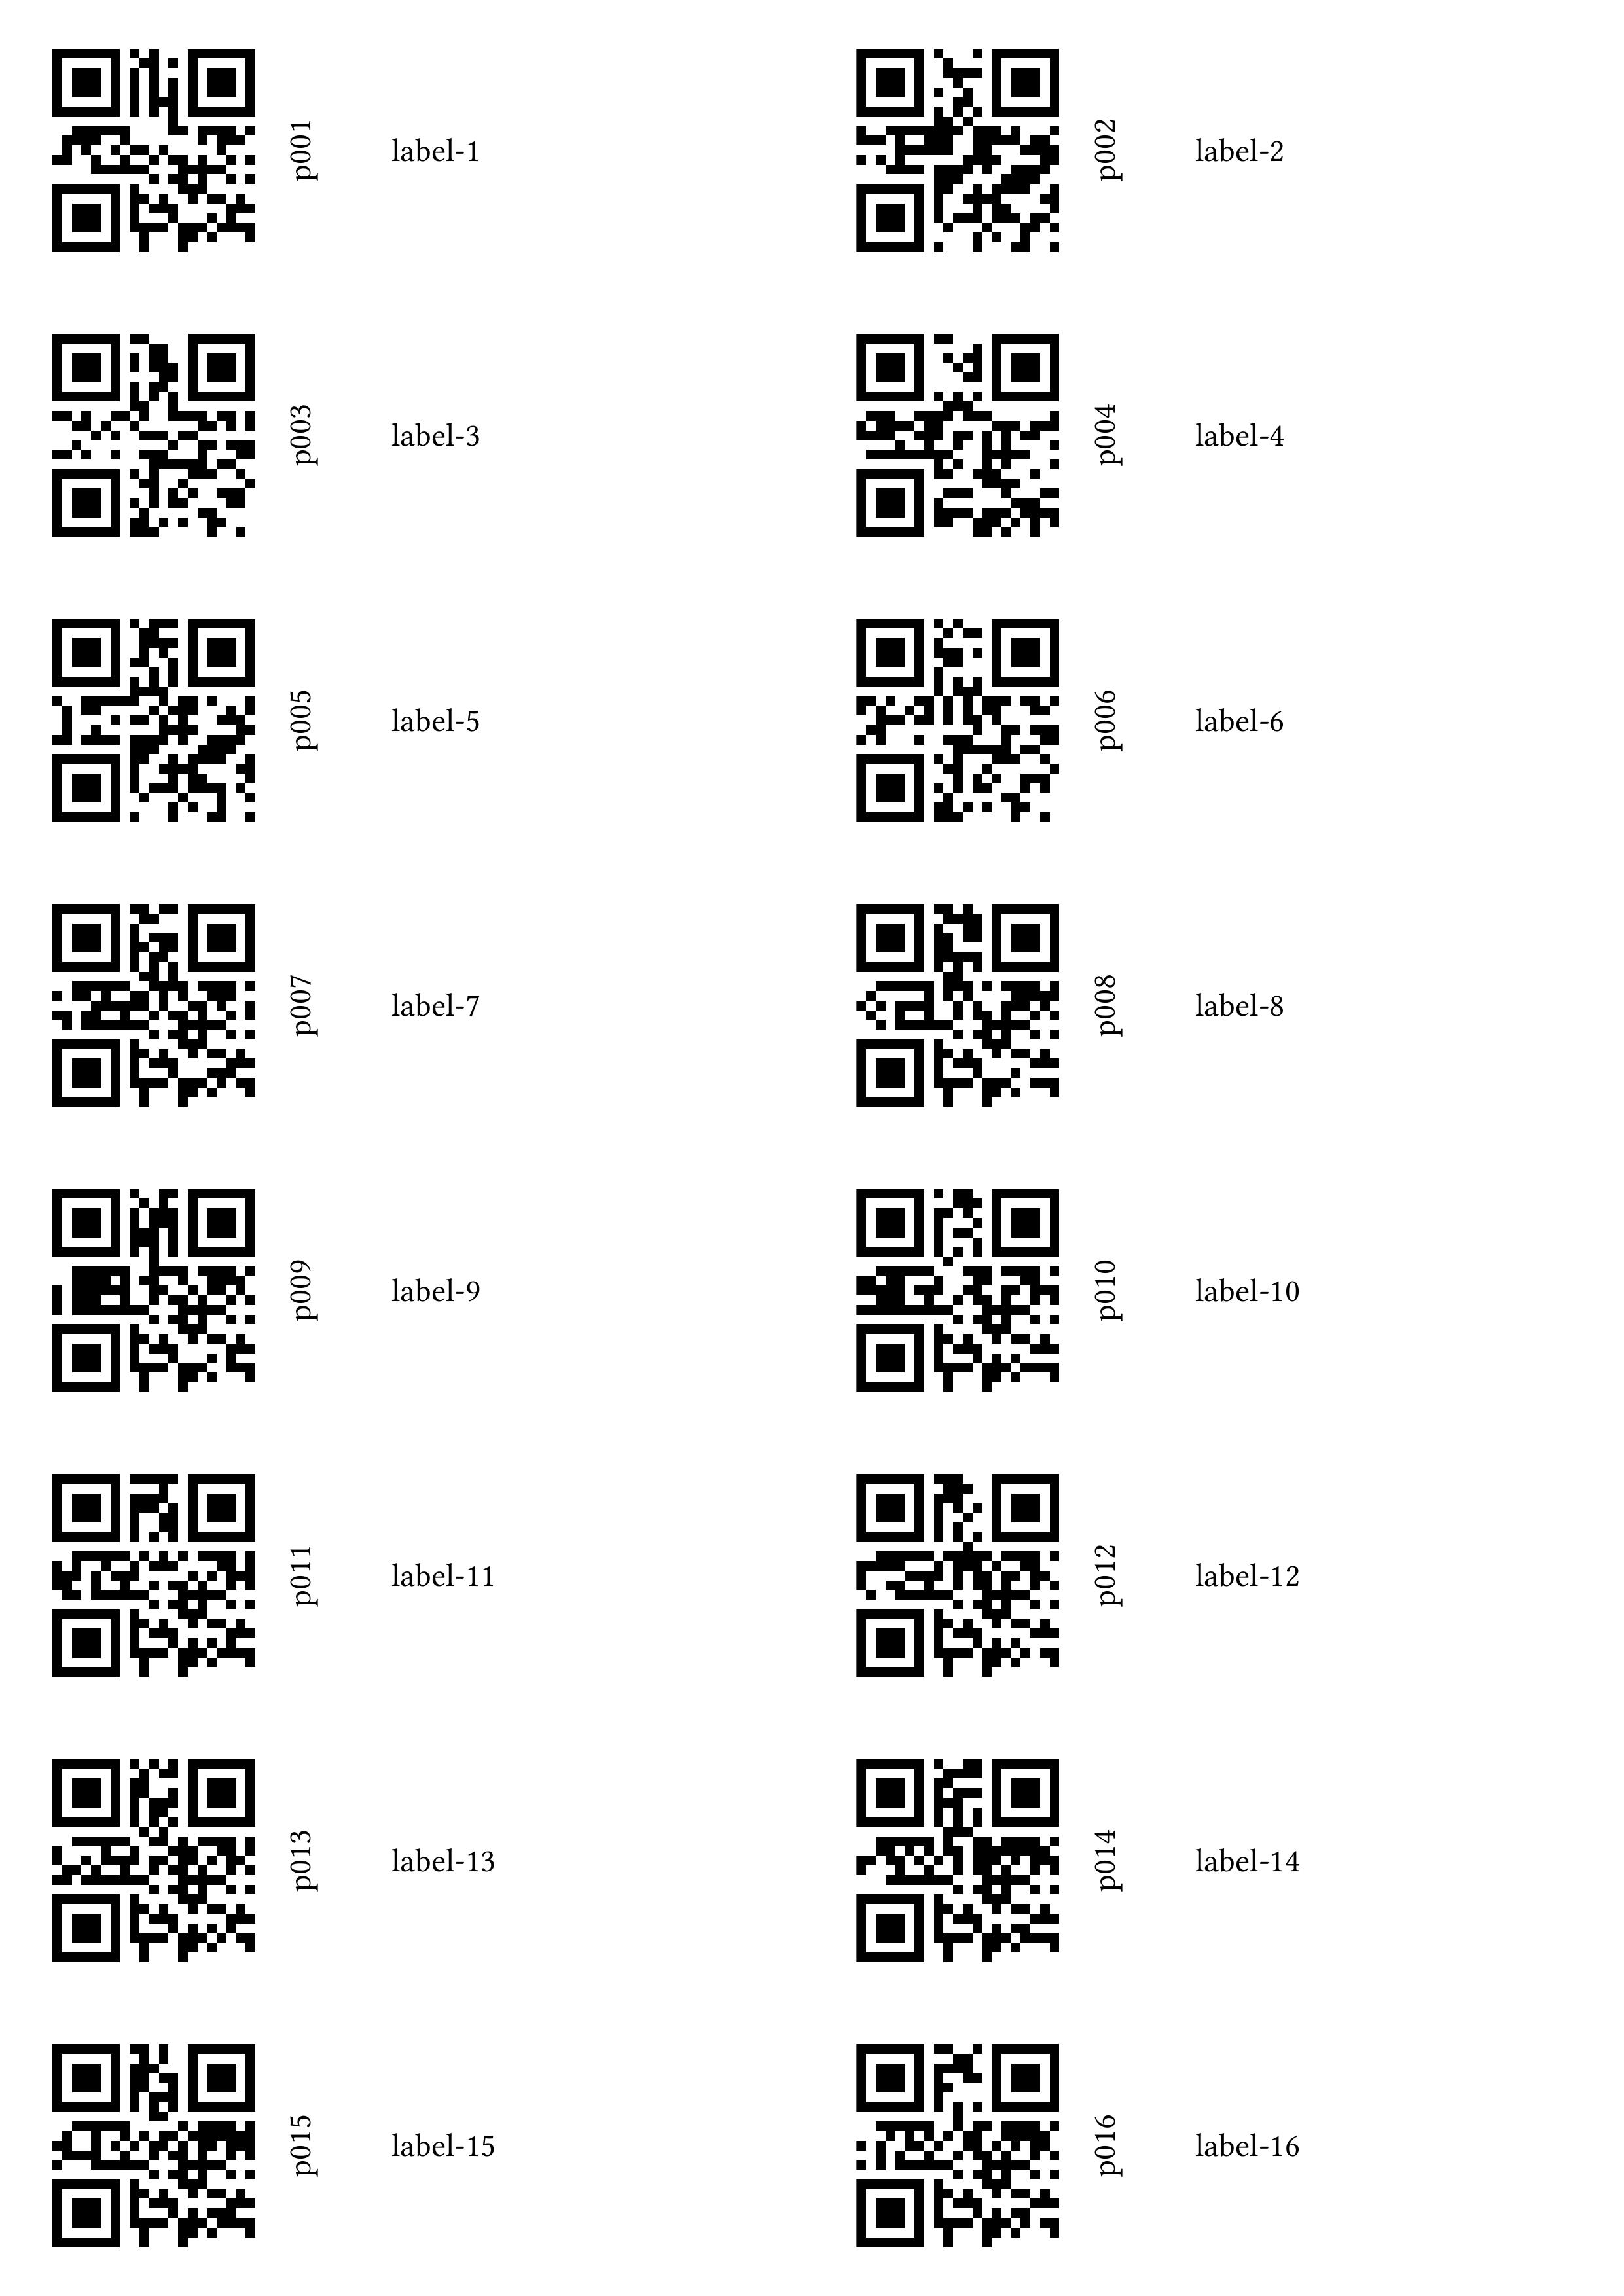 p001 label-1
p002 label-2
p003 label-3
p004 label-4
p005 label-5
p006 label-6
p007 label-7
p008 label-8
p009 label-9
p010 label-10
p011 label-11
p012 label-12
p013 label-13
p014 label-14
p015 label-15
p016 label-16